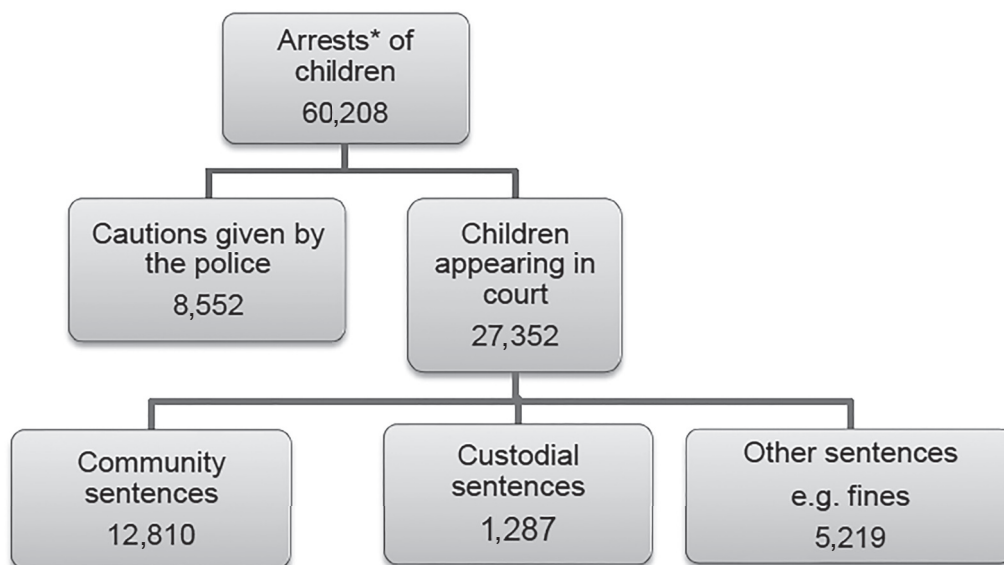 Arrests* of
children
60,208
Cautions given by
the police
8,552
Children
appearing in
court
27,352
Community
sentences
12,810
Custodial
sentences
1,287
Other sentences
e.g. fines
5,219